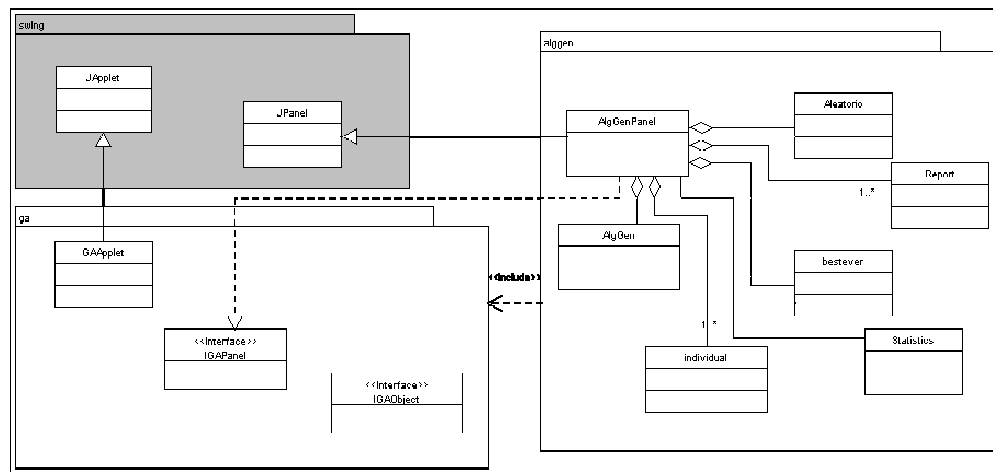 swing
JApplet
JPanel
ga
GAApplet
<<Interface>>
IGAPanel
<<Interface>>
IGAObject
<<Include>>
alggen
AlgGenPanel
Aleatorio
Report
1..*
AlgGen
bestever
1..*
Statistics
individual